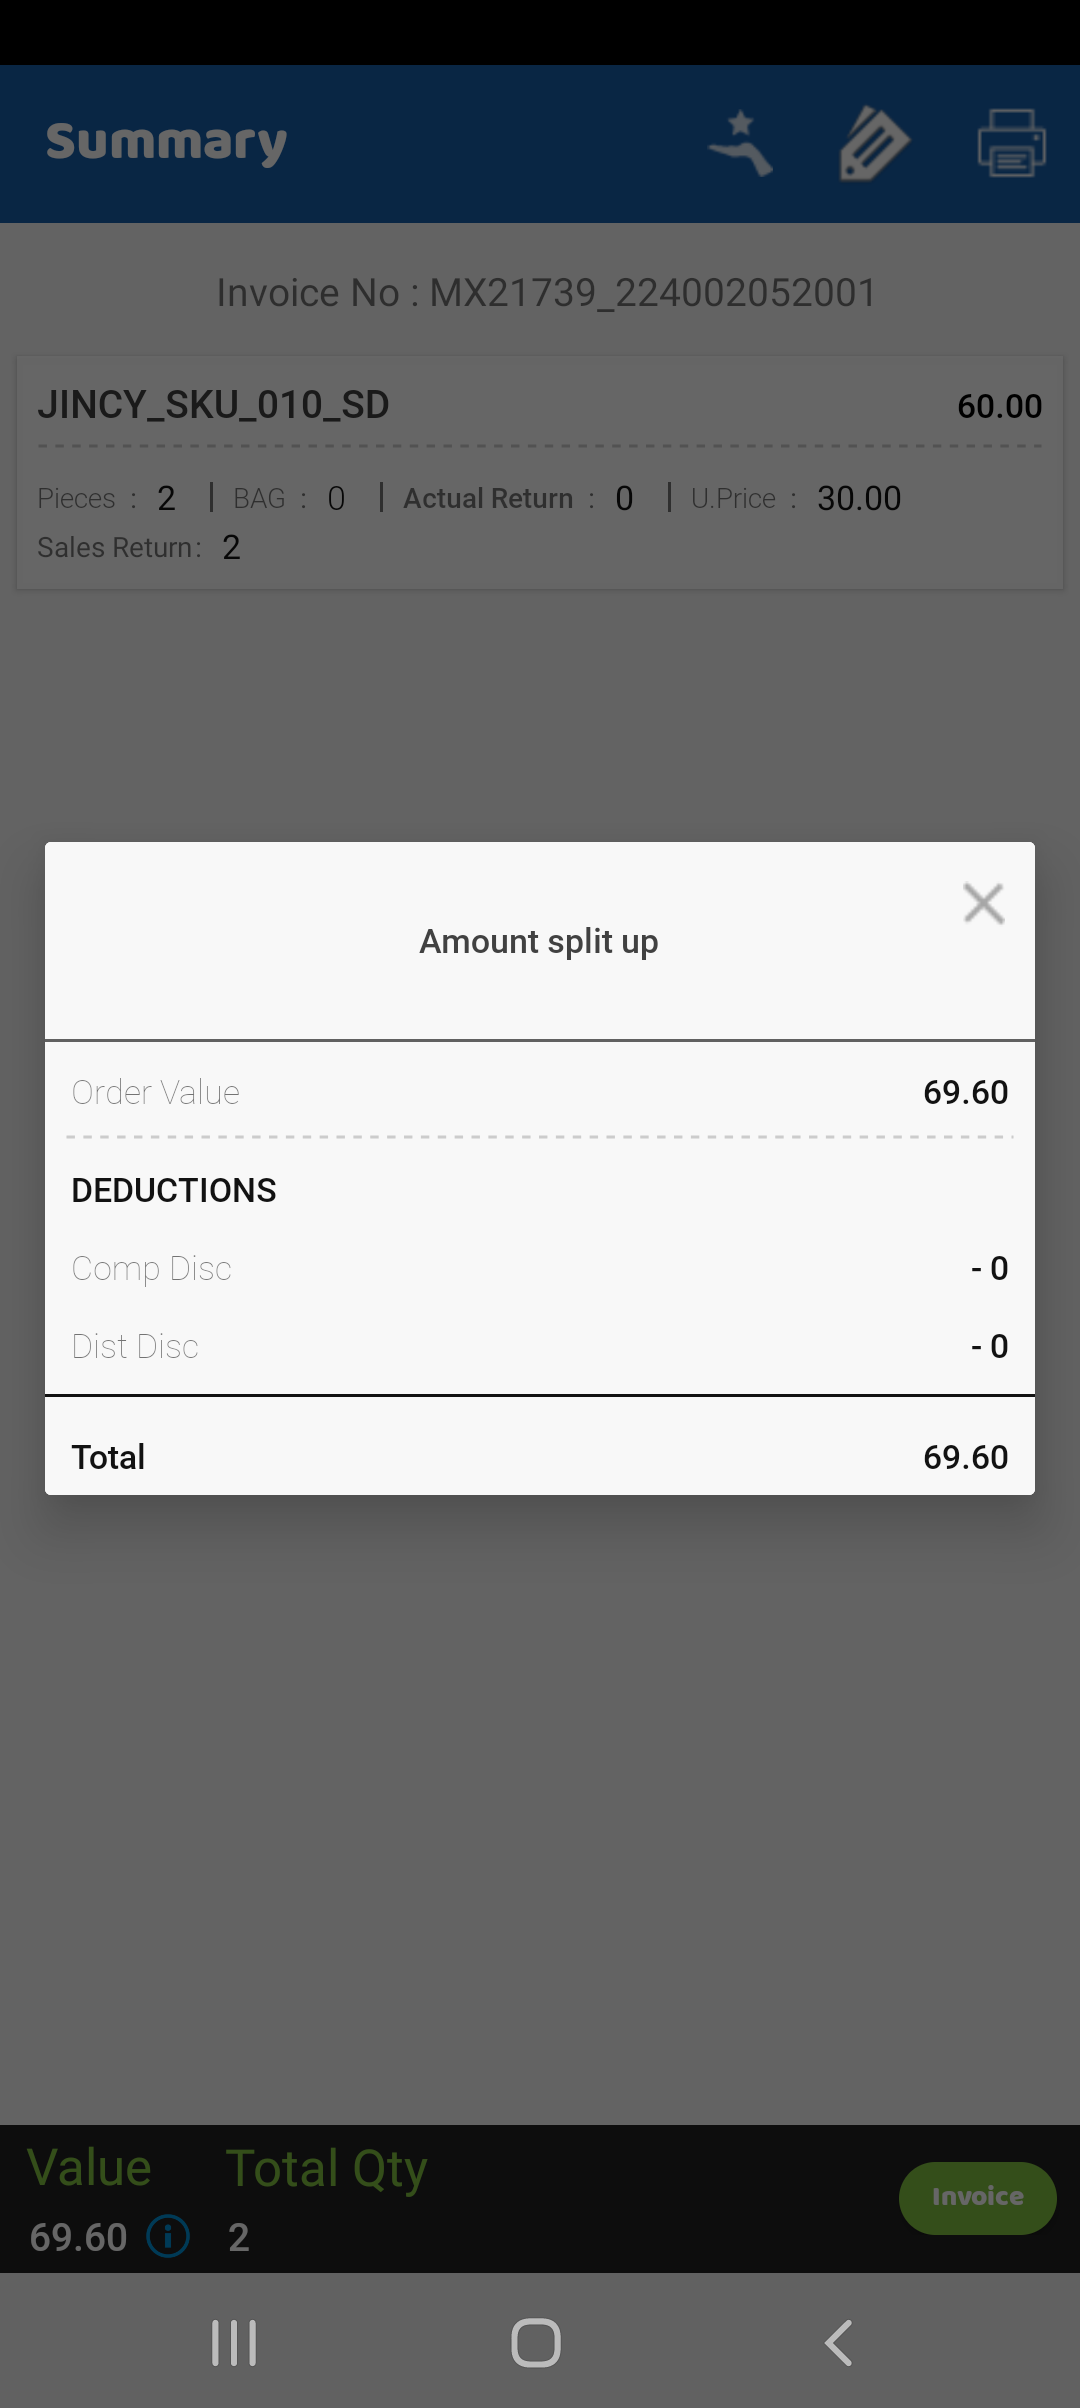 Summary
Invoice No : MX21739_224002052001
JINCY_SKU_010_SD 60.00
Pieces : 2 | BAG : 0 | Actual Return : 0 | U.Price : 30.00
Sales Return : 2
Amount split up
Order Value 69.60
DEDUCTIONS
Comp Disc - 0
Dist Disc - 0
Total 69.60
Value Total Qty
69.60 2
Invoice